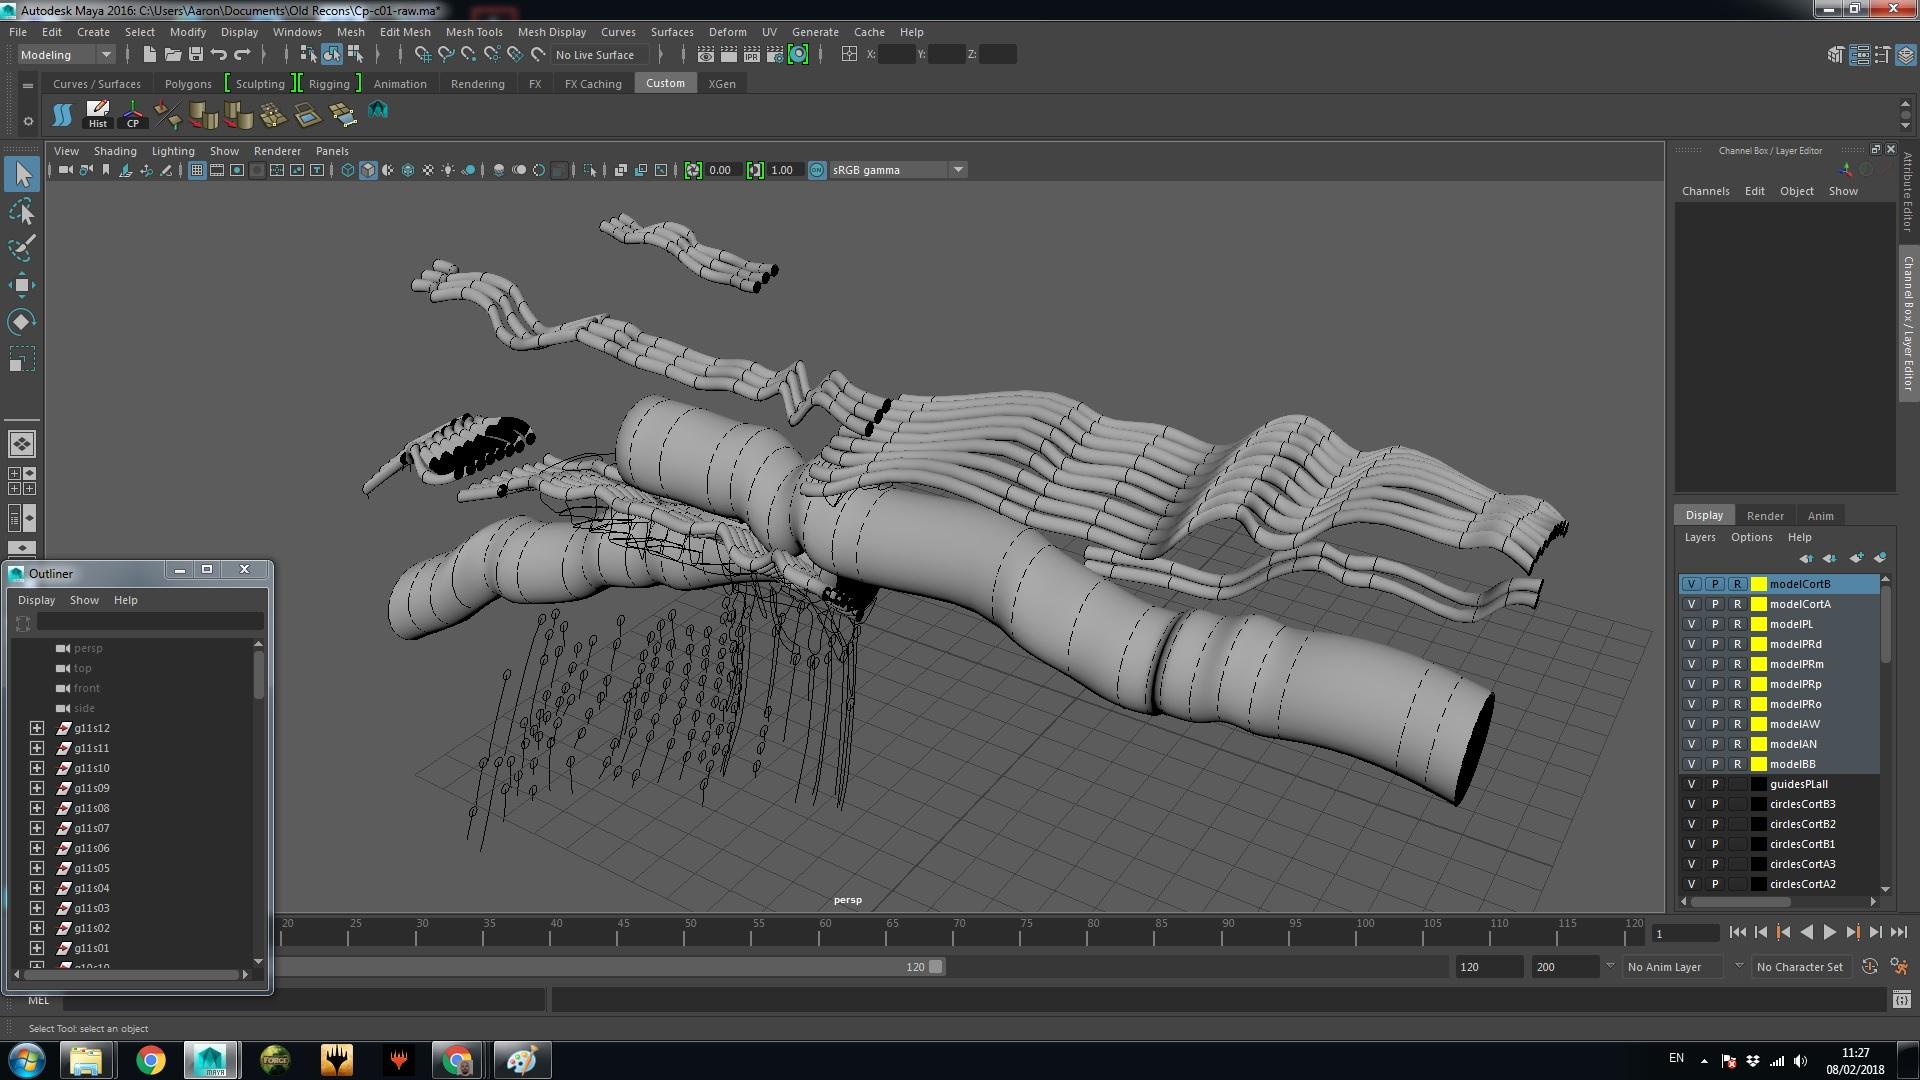 Autodesk Maya 2016: C:\Users\Aaron\Documents\Old Recons\Cp-c01-raw.ma*
File Edit Create Select Modify Display Windows Mesh Edit Mesh Mesh Tools Mesh Display Curves Surfaces Deform UV Generate Cache Help
Modeling No Live Surface X: Y: Z:
Curves / Surfaces Polygons Sculpting Rigging Animation Rendering FX FX Caching Custom XGen
Hist CP
View Shading Lighting Show Renderer Panels
0.00 1.00 sRGB gamma
Channel Box / Layer Editor
Channels Edit Object Show
Attribute Editor
Channel Box / Layer Editor
persp
Display Render Anim
Layers Options Help
V P R modelCortB
V P R modelCortA
V P R modelPL
V P R modelPRd
V P R modelPRm
V P R modelPRp
V P R modelPRo
V P R modelAW
V P R modelAN
V P R modelBB
V P guidesPLall
V P circlesCortB3
V P circlesCortB2
V P circlesCortB1
V P circlesCortA3
V P circlesCortA2
Outliner
Display Show Help
persp
top
front
side
g11s12
g11s11
g11s10
g11s09
g11s08
g11s07
g11s06
g11s05
g11s04
g11s03
g11s02
g11s01
20 25 30 35 40 45 50 55 60 65 70 75 80 85 90 95 100 105 110 115 120
1
120 120 200 No Anim Layer No Character Set
MEL
Select Tool: select an object
MAYA
FORGE
EN
11:27
08/02/2018